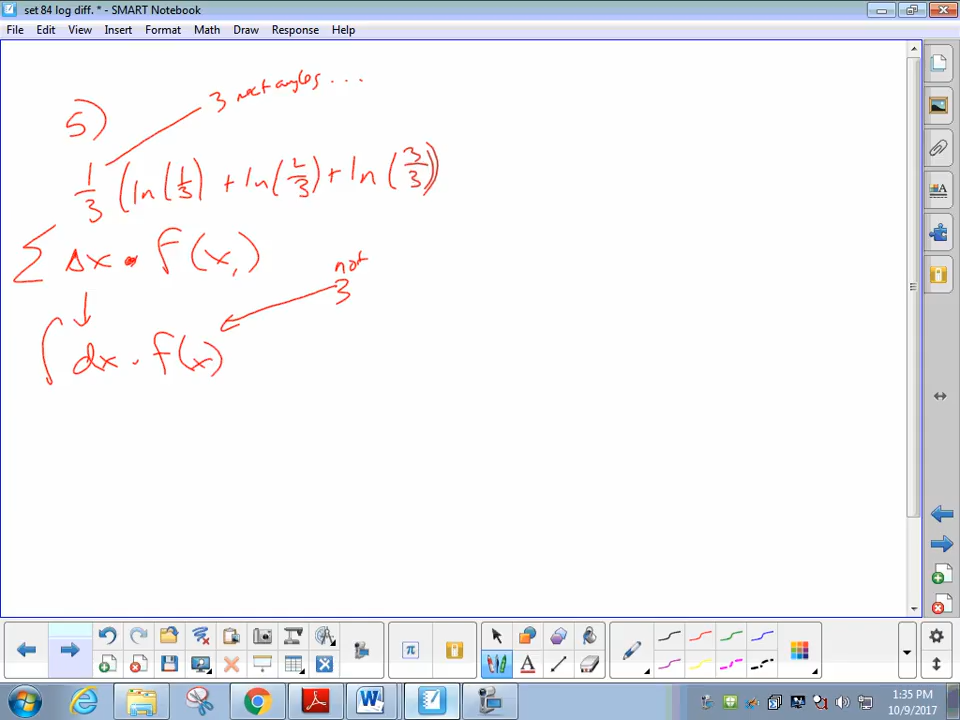 set 84 log diff. * - SMART Notebook
File Edit View Insert Format Math Draw Response Help
3 rectangles . . .
5)
1/3 (ln(1/3) + ln(2/3) + ln(3/3))
∑ Δx • f(x₁)
not
3
↓
∫ dx · f(x)
π
A
1:35 PM
10/9/2017